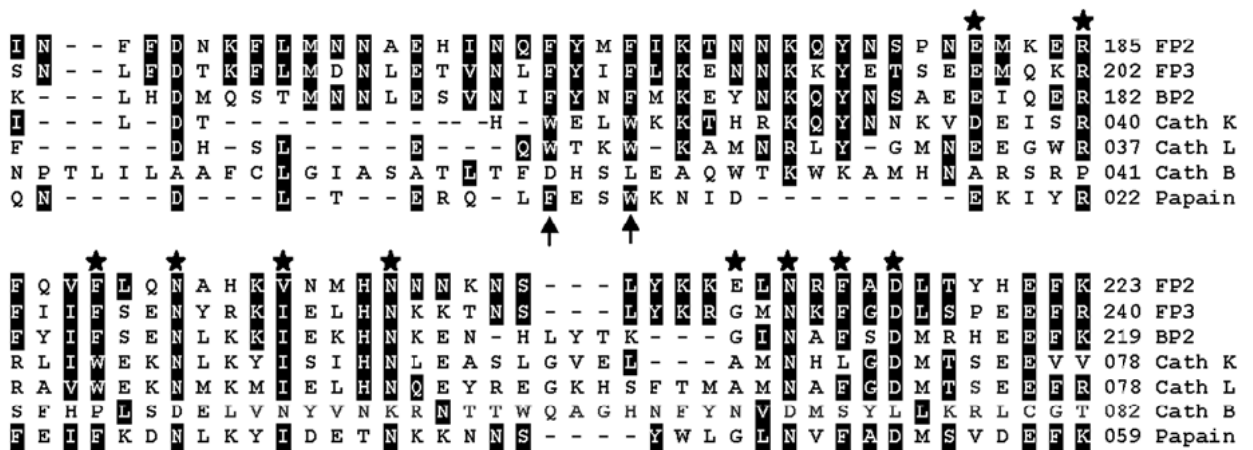 I N - - F F D N K F L M N N A E H I N Q F Y M F I K T N N K Q Y N S P N E M K E R 185 FP2
S N - - L F D T K F L M D N L E T V N L F Y I F L K E N N K K Y E T S E E M Q K R 202 FP3
K - - - L H D M Q S T M N N L E S V N I F Y N F M K E Y N K Q Y N S A E E I Q E R 182 BP2
I - - - L - D T - - - - - - - - - - H - W E L W K K T H R K Q Y N N K V D E I S R 040 Cath K
F - - - - - D H - S L - - - - E - - - Q W T K W - K A M N R L Y - G M N E E G W R 037 Cath L
N P T L I L A A F C L G I A S A T L T F D H S L E A Q W T K W K A M H N A R S R P 041 Cath B
Q N - - - - D - - - L - T - - E R Q - L F E S W K N I D - - - - - - - - E K I Y R 022 Papain
F Q V F L Q N A H K V N M H N N N K N S - - - L Y K K E L N R F A D L T Y H E F K 223 FP2
F I I F S E N Y R K I E L H N K K T N S - - - L Y K R G M N K F G D L S P E E F K 240 FP3
F Y I F S E N L K K I E K H N K E N - H L Y T K - - - G I N A F S D M R H E E F K 219 BP2
R L I W E K N L K Y I S I H N L E A S L G V E L - - - A M N H L G D M T S E E V V 078 Cath K
R A V W E K N M K M I E L H N Q E Y R E G K H S F T M A M N A F G D M T S E E F R 078 Cath L
S F H P L S D E L V N Y V N K R N T T W Q A G H N F Y N V D M S Y L L K R L C G T 082 Cath B
F E I F K D N L K Y I D E T N K K N N S - - - - Y W L G L N V F A D M S V D E F K 059 Papain